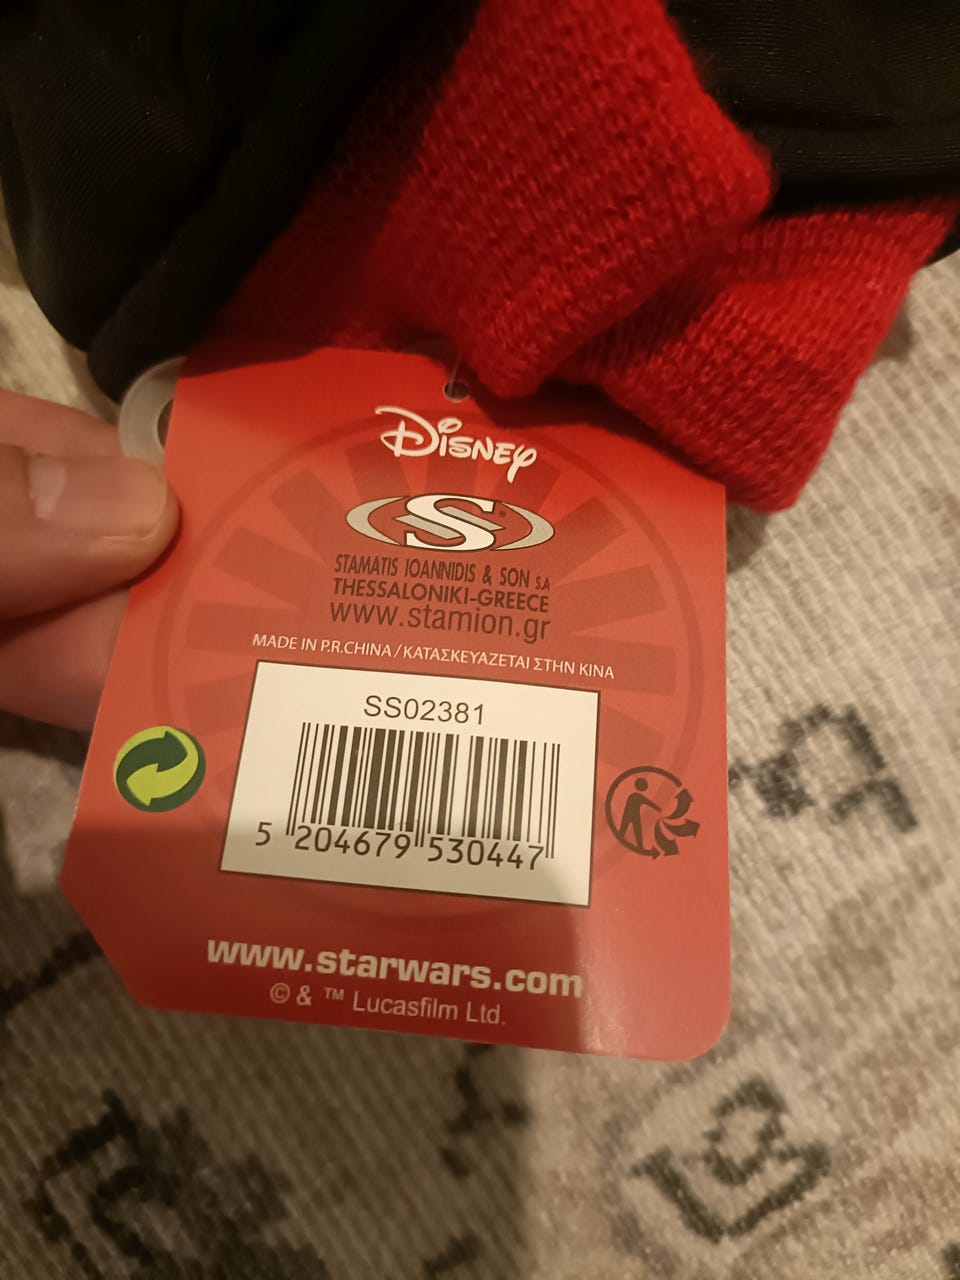 Disney
S
STAMATIS IOANNIDIS & SON S.A
THESSALONIKI-GREECE
www.stamion.gr
MADE IN P.R.CHINA / ΚΑΤΑΣΚΕΥΑΖΕΤΑΙ ΣΤΗΝ ΚΙΝΑ
SS02381
5 204679 530447
www.starwars.com
© & ™ Lucasfilm Ltd.